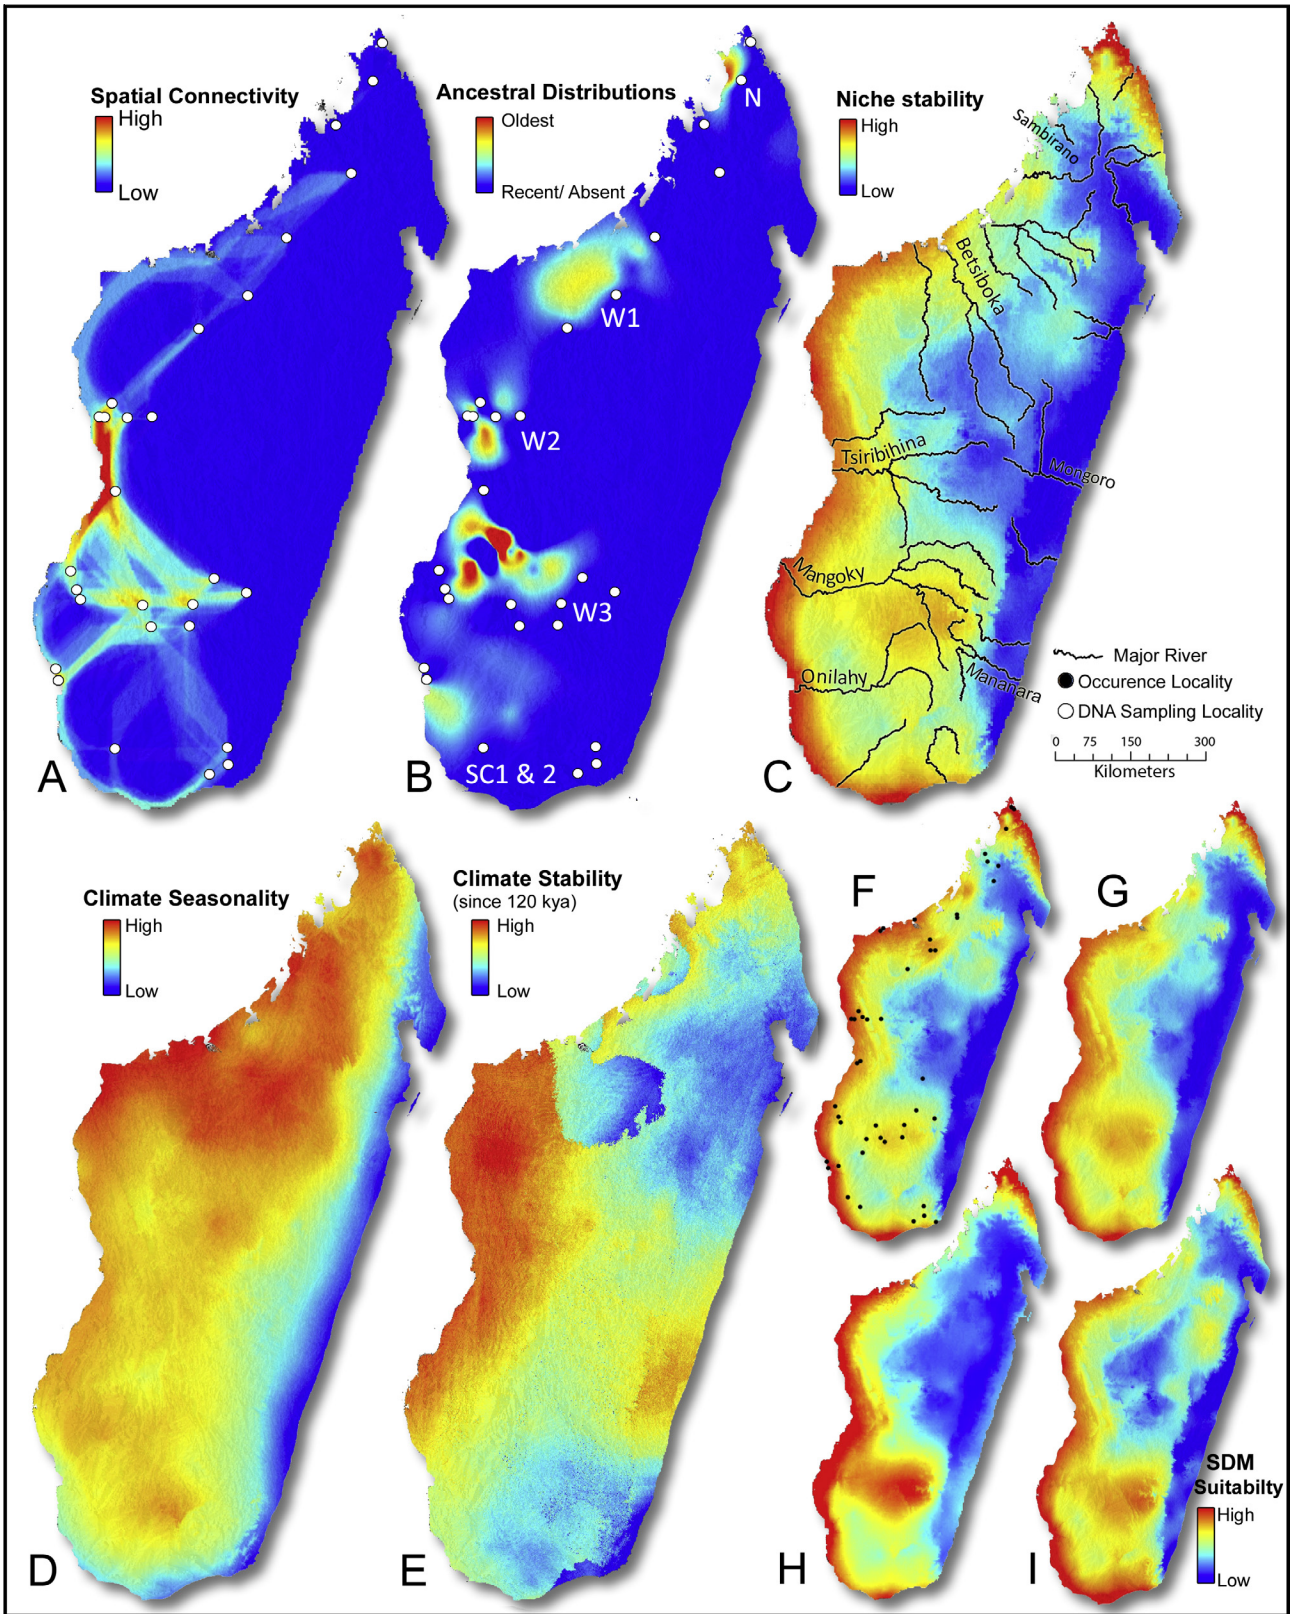 Spatial Connectivity
High
Low
A
Ancestral Distributions
Oldest
Recent/ Absent
N
W1
W2
W3
SC1 & 2
B
Niche stability
High
Low
Sambirano
Betsiboka
Tsiribihina
Mongoro
Mangoky
Onilahy
Mananara
Major River
Occurence Locality
DNA Sampling Locality
0 75 150 300
Kilometers
C
Climate Seasonality
High
Low
D
Climate Stability
(since 120 kya)
High
Low
E
F
G
H
I
SDM
Suitabilty
High
Low